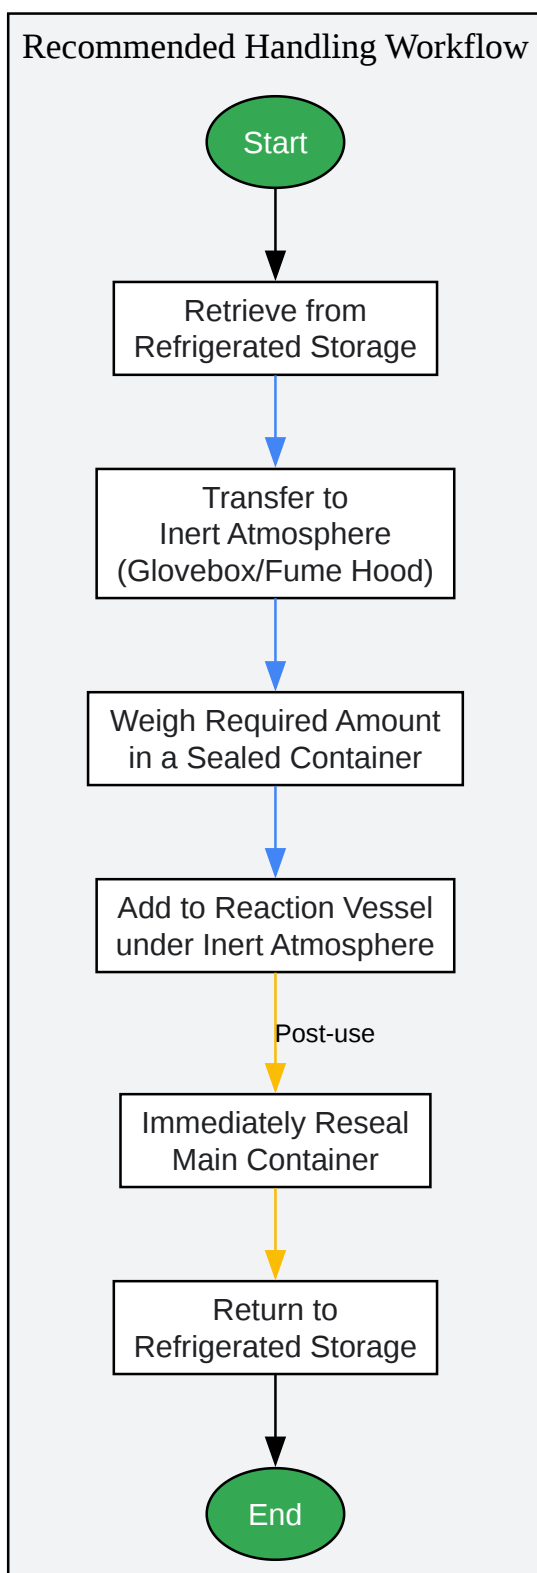 Recommended Handling Workflow
Start
Retrieve from
Refrigerated Storage
Transfer to
Inert Atmosphere
(Glovebox/Fume Hood)
Weigh Required Amount
in a Sealed Container
Add to Reaction Vessel
under Inert Atmosphere
Post-use
Immediately Reseal
Main Container
Return to
Refrigerated Storage
End